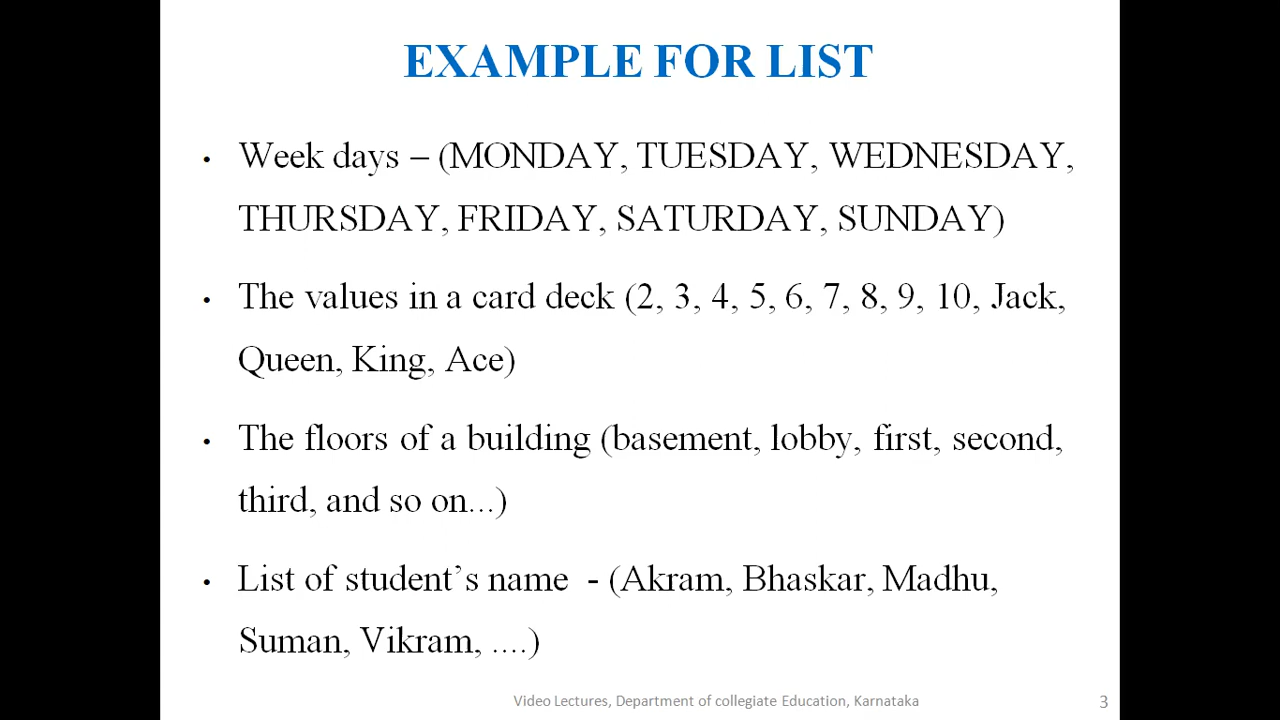 EXAMPLE FOR LIST
• Week days – (MONDAY, TUESDAY, WEDNESDAY,
THURSDAY, FRIDAY, SATURDAY, SUNDAY)
• The values in a card deck (2, 3, 4, 5, 6, 7, 8, 9, 10, Jack,
Queen, King, Ace)
• The floors of a building (basement, lobby, first, second,
third, and so on...)
• List of student’s name - (Akram, Bhaskar, Madhu,
Suman, Vikram, ....)
Video Lectures, Department of collegiate Education, Karnataka
3